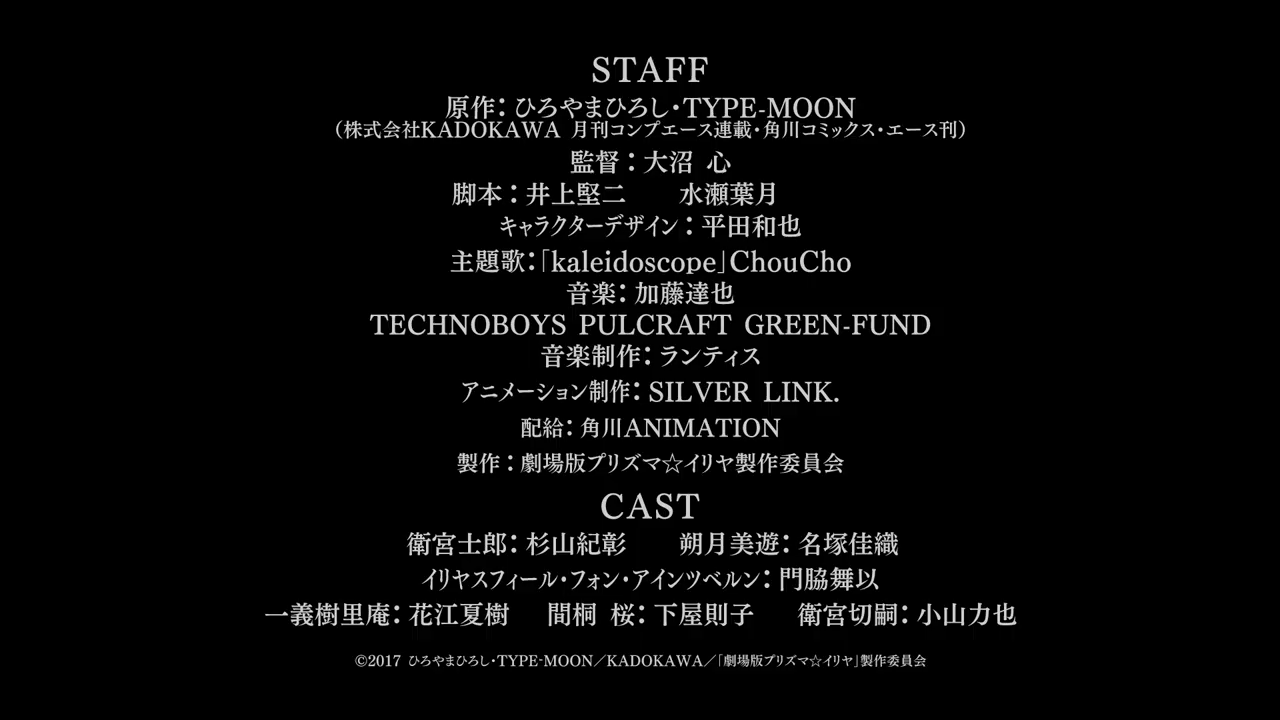 STAFF
原作：ひろやまひろし・TYPE-MOON
（株式会社KADOKAWA 月刊コンプエース連載・角川コミックス・エース刊）
監督：大沼 心
脚本：井上堅二　水瀬葉月
キャラクターデザイン：平田和也
主題歌：「kaleidoscope」ChouCho
音楽：加藤達也
TECHNOBOYS PULCRAFT GREEN-FUND
音楽制作：ランティス
アニメーション制作：SILVER LINK.
配給：角川ANIMATION
製作：劇場版プリズマ☆イリヤ製作委員会
CAST
衛宮士郎：杉山紀彰　朔月美遊：名塚佳織
イリヤスフィール・フォン・アインツベルン：門脇舞以
一義樹里庵：花江夏樹　間桐 桜：下屋則子　衛宮切嗣：小山力也
©2017 ひろやまひろし・TYPE-MOON／KADOKAWA／「劇場版プリズマ☆イリヤ」製作委員会